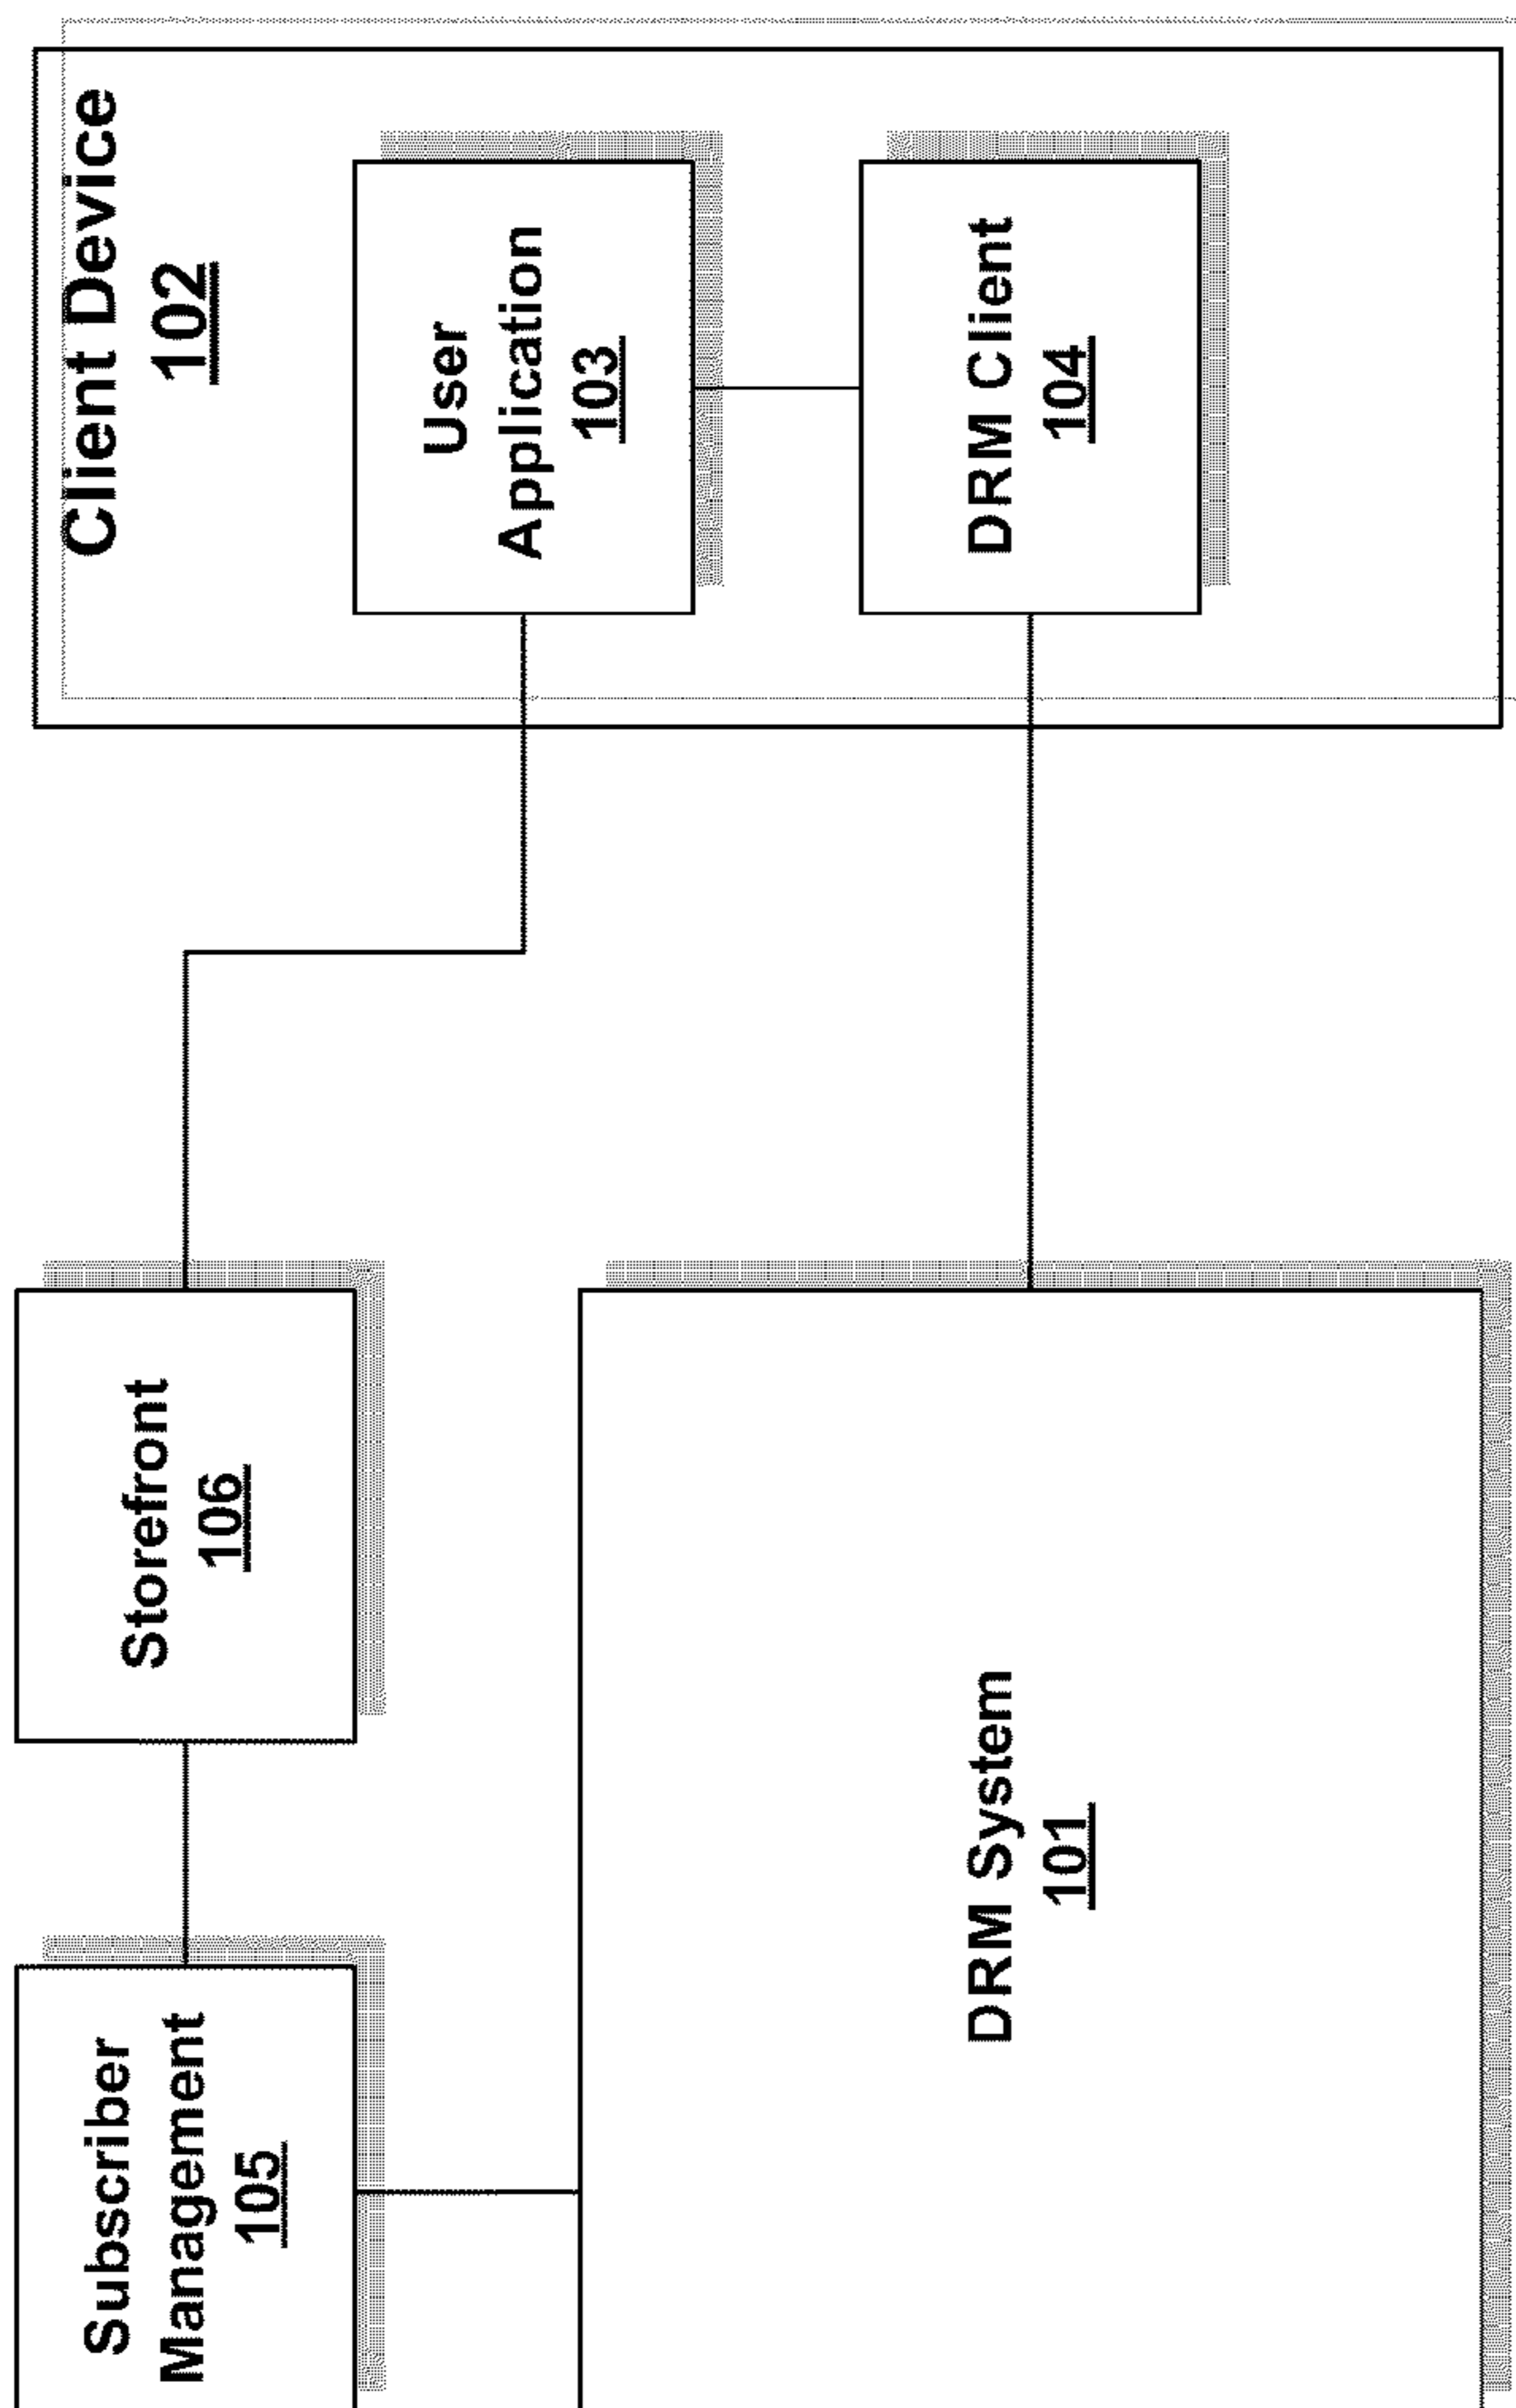 Subscriber
Management
105
Storefront
106
Client Device
102
User
Application
103
DRM System
101
DRM Client
104